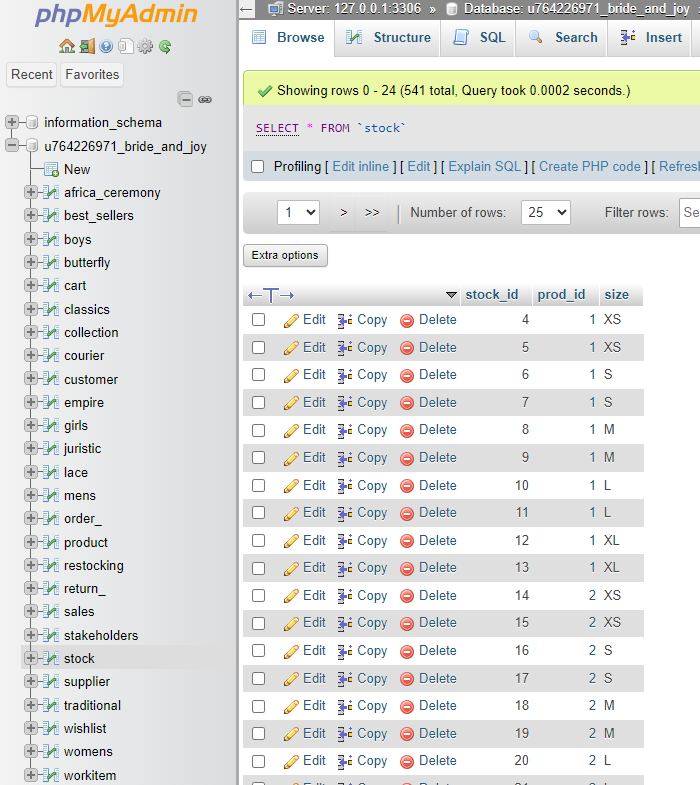 phpMyAdmin
Recent
Favorites
information_schema
u764226971_bride_and_joy
New
africa_ceremony
best_sellers
boys
butterfly
cart
classics
collection
courier
customer
empire
girls
juristic
lace
mens
order_
product
restocking
return_
sales
stakeholders
stock
supplier
traditional
wishlist
womens
workitem
Server: 127.0.0.1:3306 » Database: u764226971_bride_and_joy
Browse Structure SQL Search Insert
Showing rows 0 - 24 (541 total, Query took 0.0002 seconds.)
SELECT * FROM `stock`
Profiling [ Edit inline ] [ Edit ] [ Explain SQL ] [ Create PHP code ] [ Refresh
1 > >> | Number of rows: 25 Filter rows: Se
Extra options
stock_id prod_id size
Edit Copy Delete 4 1 XS
Edit Copy Delete 5 1 XS
Edit Copy Delete 6 1 S
Edit Copy Delete 7 1 S
Edit Copy Delete 8 1 M
Edit Copy Delete 9 1 M
Edit Copy Delete 10 1 L
Edit Copy Delete 11 1 L
Edit Copy Delete 12 1 XL
Edit Copy Delete 13 1 XL
Edit Copy Delete 14 2 XS
Edit Copy Delete 15 2 XS
Edit Copy Delete 16 2 S
Edit Copy Delete 17 2 S
Edit Copy Delete 18 2 M
Edit Copy Delete 19 2 M
Edit Copy Delete 20 2 L